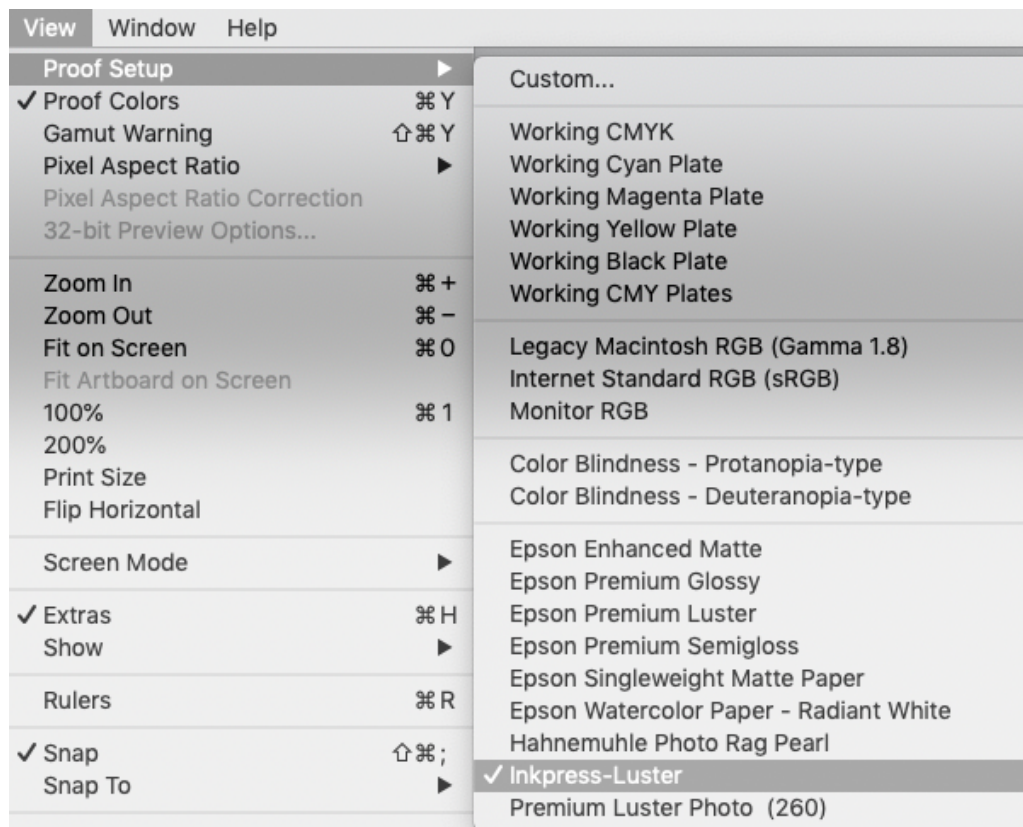 View Window Help
Proof Setup ▶
✓ Proof Colors ⌘Y
Gamut Warning ⇧⌘Y
Pixel Aspect Ratio ▶
Pixel Aspect Ratio Correction
32-bit Preview Options...
Zoom In ⌘+
Zoom Out ⌘−
Fit on Screen ⌘0
Fit Artboard on Screen
100% ⌘1
200%
Print Size
Flip Horizontal
Screen Mode ▶
✓ Extras ⌘H
Show ▶
Rulers ⌘R
✓ Snap ⇧⌘;
Snap To ▶
Custom...
Working CMYK
Working Cyan Plate
Working Magenta Plate
Working Yellow Plate
Working Black Plate
Working CMY Plates
Legacy Macintosh RGB (Gamma 1.8)
Internet Standard RGB (sRGB)
Monitor RGB
Color Blindness - Protanopia-type
Color Blindness - Deuteranopia-type
Epson Enhanced Matte
Epson Premium Glossy
Epson Premium Luster
Epson Premium Semigloss
Epson Singleweight Matte Paper
Epson Watercolor Paper - Radiant White
Hahnemuhle Photo Rag Pearl
✓ Inkpress-Luster
Premium Luster Photo (260)